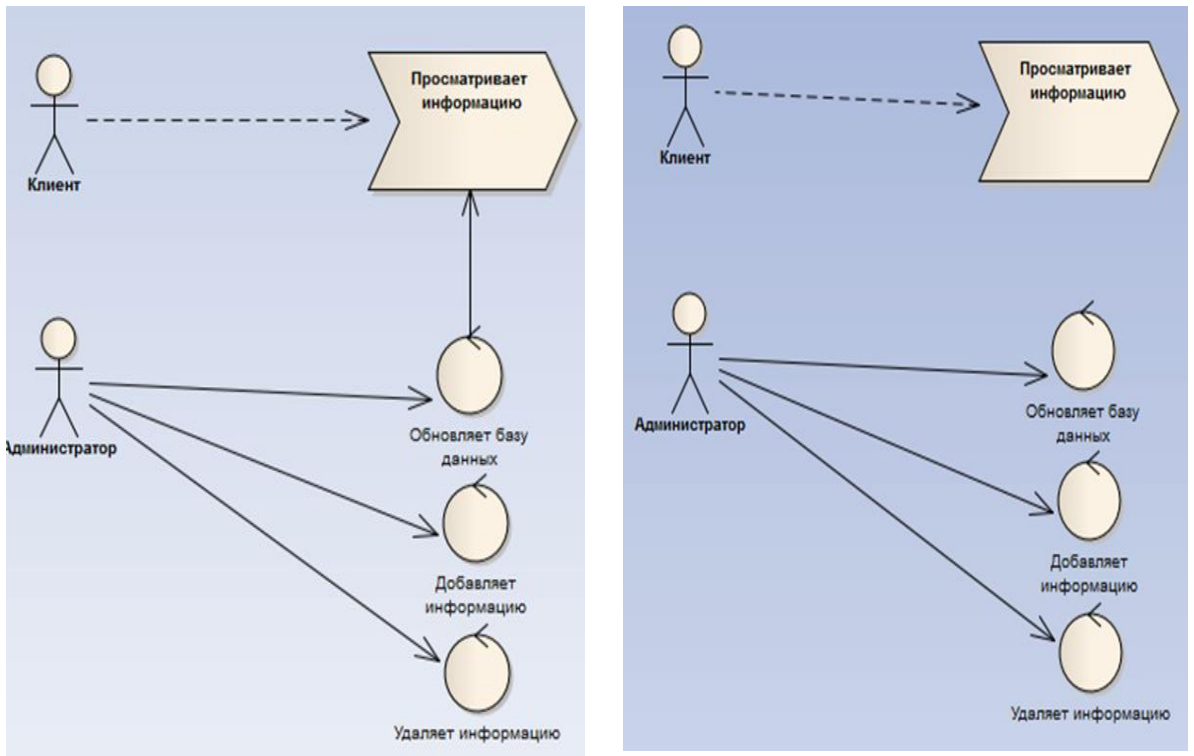 Просматривает
информацию
Клиент
Администратор
Обновляет базу
данных
Добавляет
информацию
Удаляет информацию
Просматривает
информацию
Клиент
Администратор
Обновляет базу
данных
Добавляет
информацию
Удаляет информацию